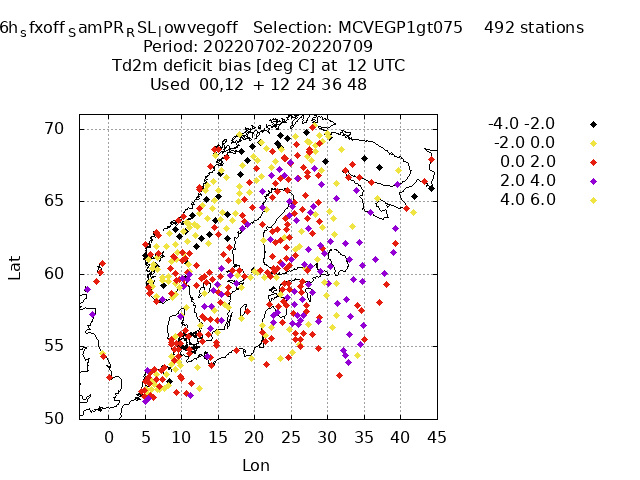 6hsfxoffsamPRRSLlowvegoff Selection: MCVEGP1gt075 492 stations
Period: 20220702-20220709
Td2m deficit bias [deg C] at 12 UTC
Used 00,12 + 12 24 36 48
-4.0 -2.0
-2.0 0.0
0.0 2.0
2.0 4.0
4.0 6.0
70
65
60
55
50
Lat
0 5 10 15 20 25 30 35 40 45
Lon